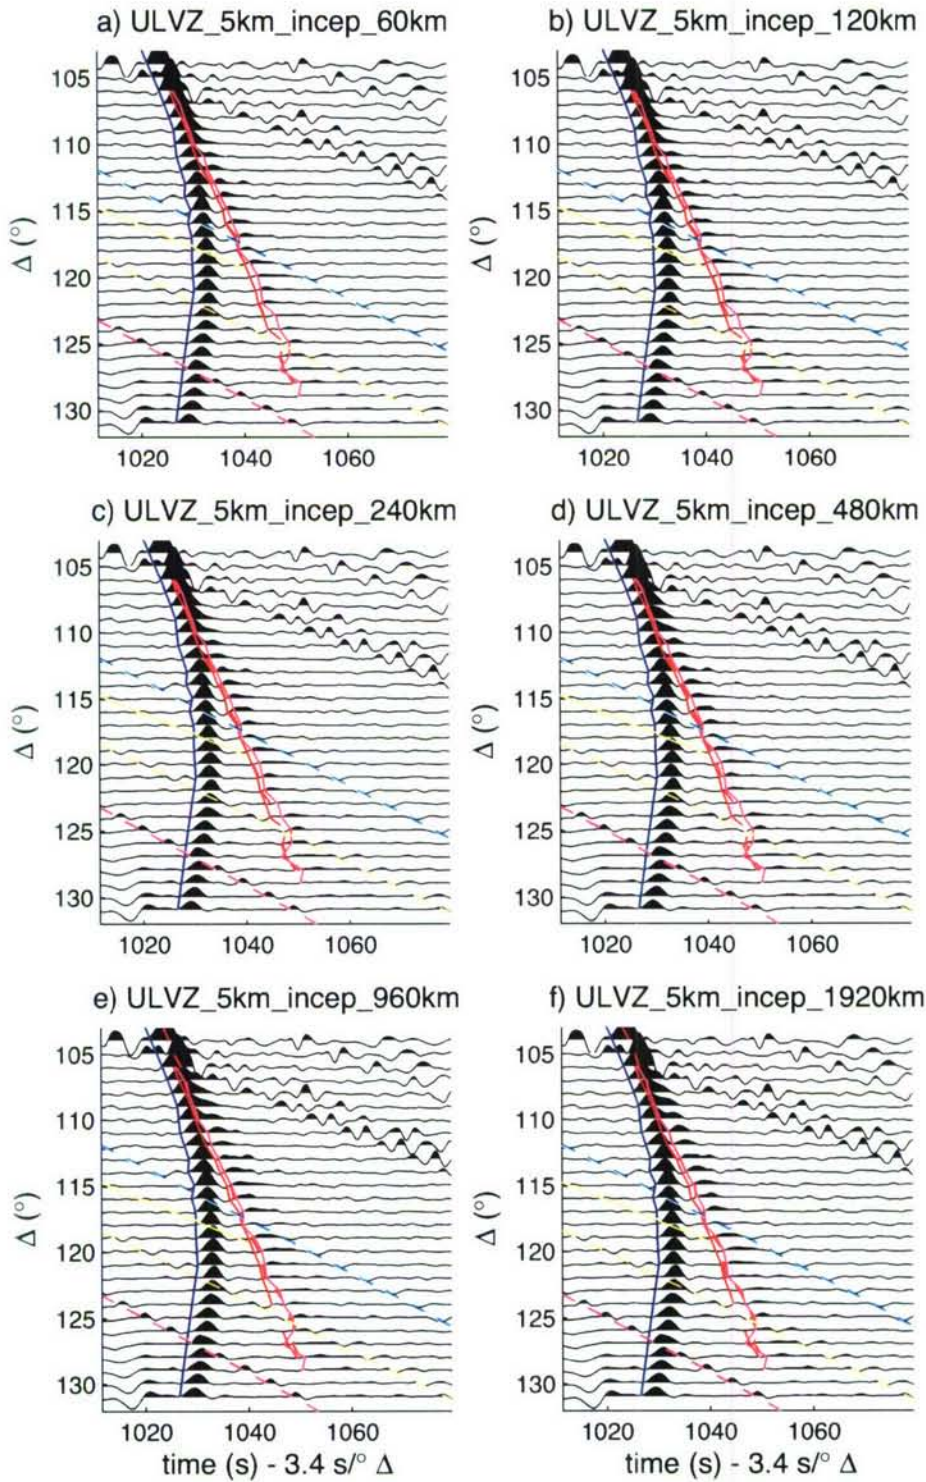 a) ULVZ_5km_incep_60km
b) ULVZ_5km_incep_120km
105
110
115
120
125
130
Δ (°)
1020 1040 1060
105
110
115
120
125
130
Δ (°)
1020 1040 1060
c) ULVZ_5km_incep_240km
d) ULVZ_5km_incep_480km
105
110
115
120
125
130
Δ (°)
1020 1040 1060
105
110
115
120
125
130
Δ (°)
1020 1040 1060
e) ULVZ_5km_incep_960km
f) ULVZ_5km_incep_1920km
105
110
115
120
125
130
Δ (°)
1020 1040 1060
time (s) - 3.4 s/° Δ
105
110
115
120
125
130
Δ (°)
1020 1040 1060
time (s) - 3.4 s/° Δ